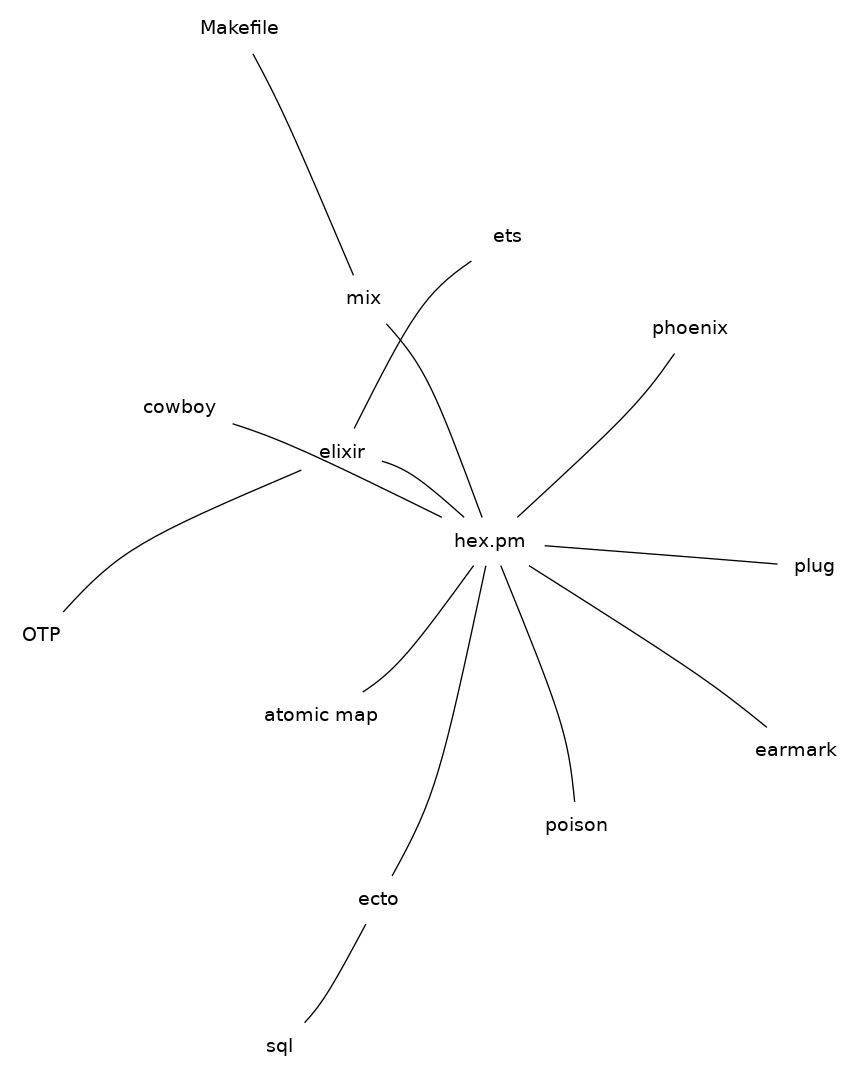 Makefile
ets
mix
phoenix
cowboy
elixir
hex.pm
plug
OTP
atomic map
earmark
poison
ecto
sql